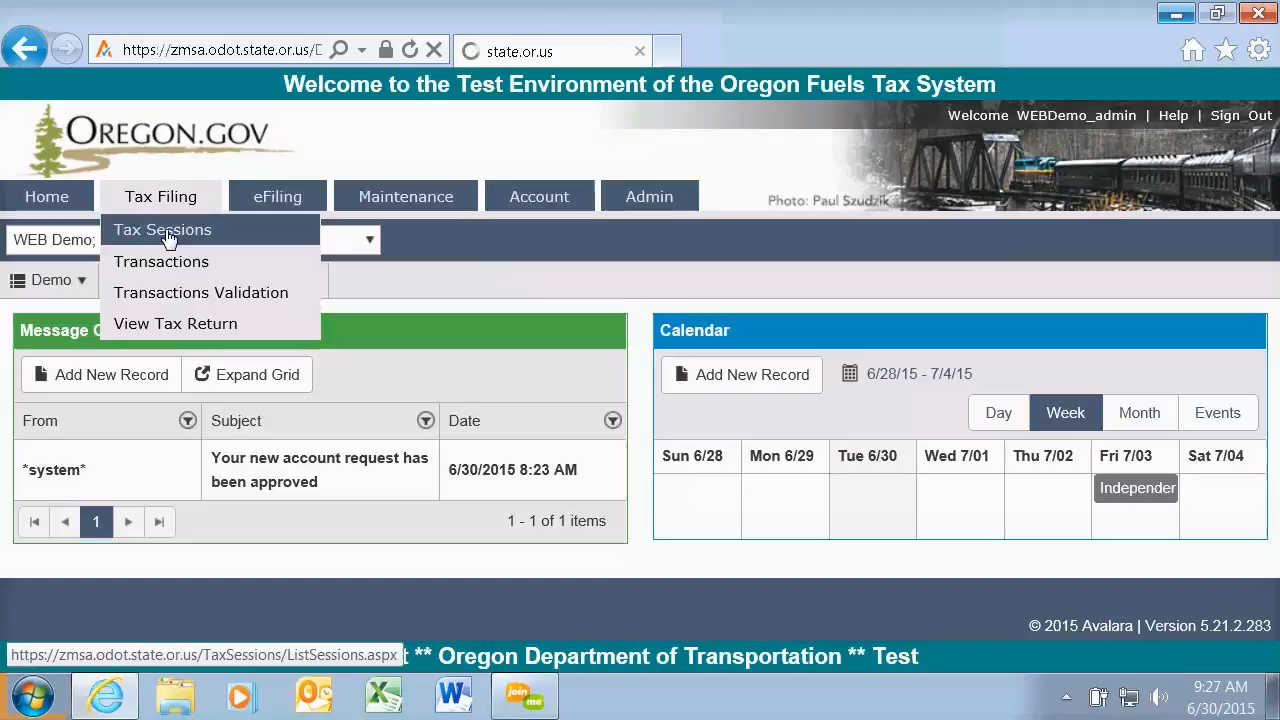 https://zmsa.odot.state.or.us/D
state.or.us
Welcome to the Test Environment of the Oregon Fuels Tax System
OREGON.GOV
Welcome WEBDemo_admin | Help | Sign Out
Home
Tax Filing
eFiling
Maintenance
Account
Admin
Photo: Paul Szudzik
WEB Demo;
Tax Sessions
Transactions
Transactions Validation
View Tax Return
Demo
Add New Record
Expand Grid
From
Subject
Date
*system*
Your new account request has
been approved
6/30/2015 8:23 AM
1
1 - 1 of 1 items
Calendar
Add New Record
6/28/15 - 7/4/15
Day
Week
Month
Events
Sun 6/28
Mon 6/29
Tue 6/30
Wed 7/01
Thu 7/02
Fri 7/03
Sat 7/04
Independer
© 2015 Avalara | Version 5.21.2.283
https://zmsa.odot.state.or.us/TaxSessions/ListSessions.aspx
t ** Oregon Department of Transportation ** Test
join
me
9:27 AM
6/30/2015